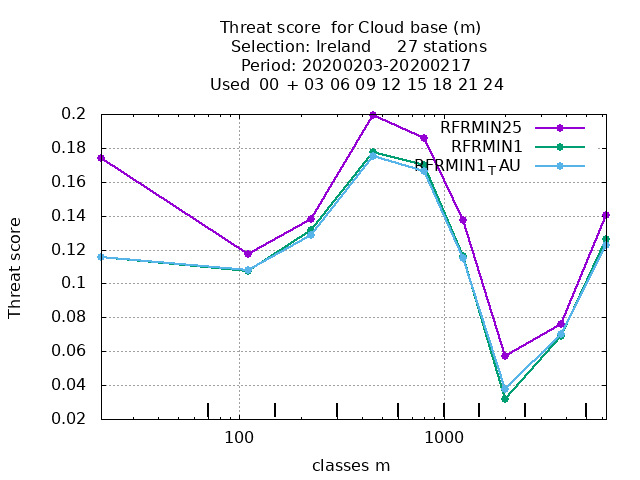 Threat score  for Cloud base (m)
Selection: Ireland     27 stations
Period: 20200203-20200217
Used  00 + 03 06 09 12 15 18 21 24
0.2
0.18
0.16
0.14
0.12
0.1
0.08
0.06
0.04
0.02
Threat score
RFRMIN25
RFRMIN1
RFRMIN1TAU
100
1000
classes m